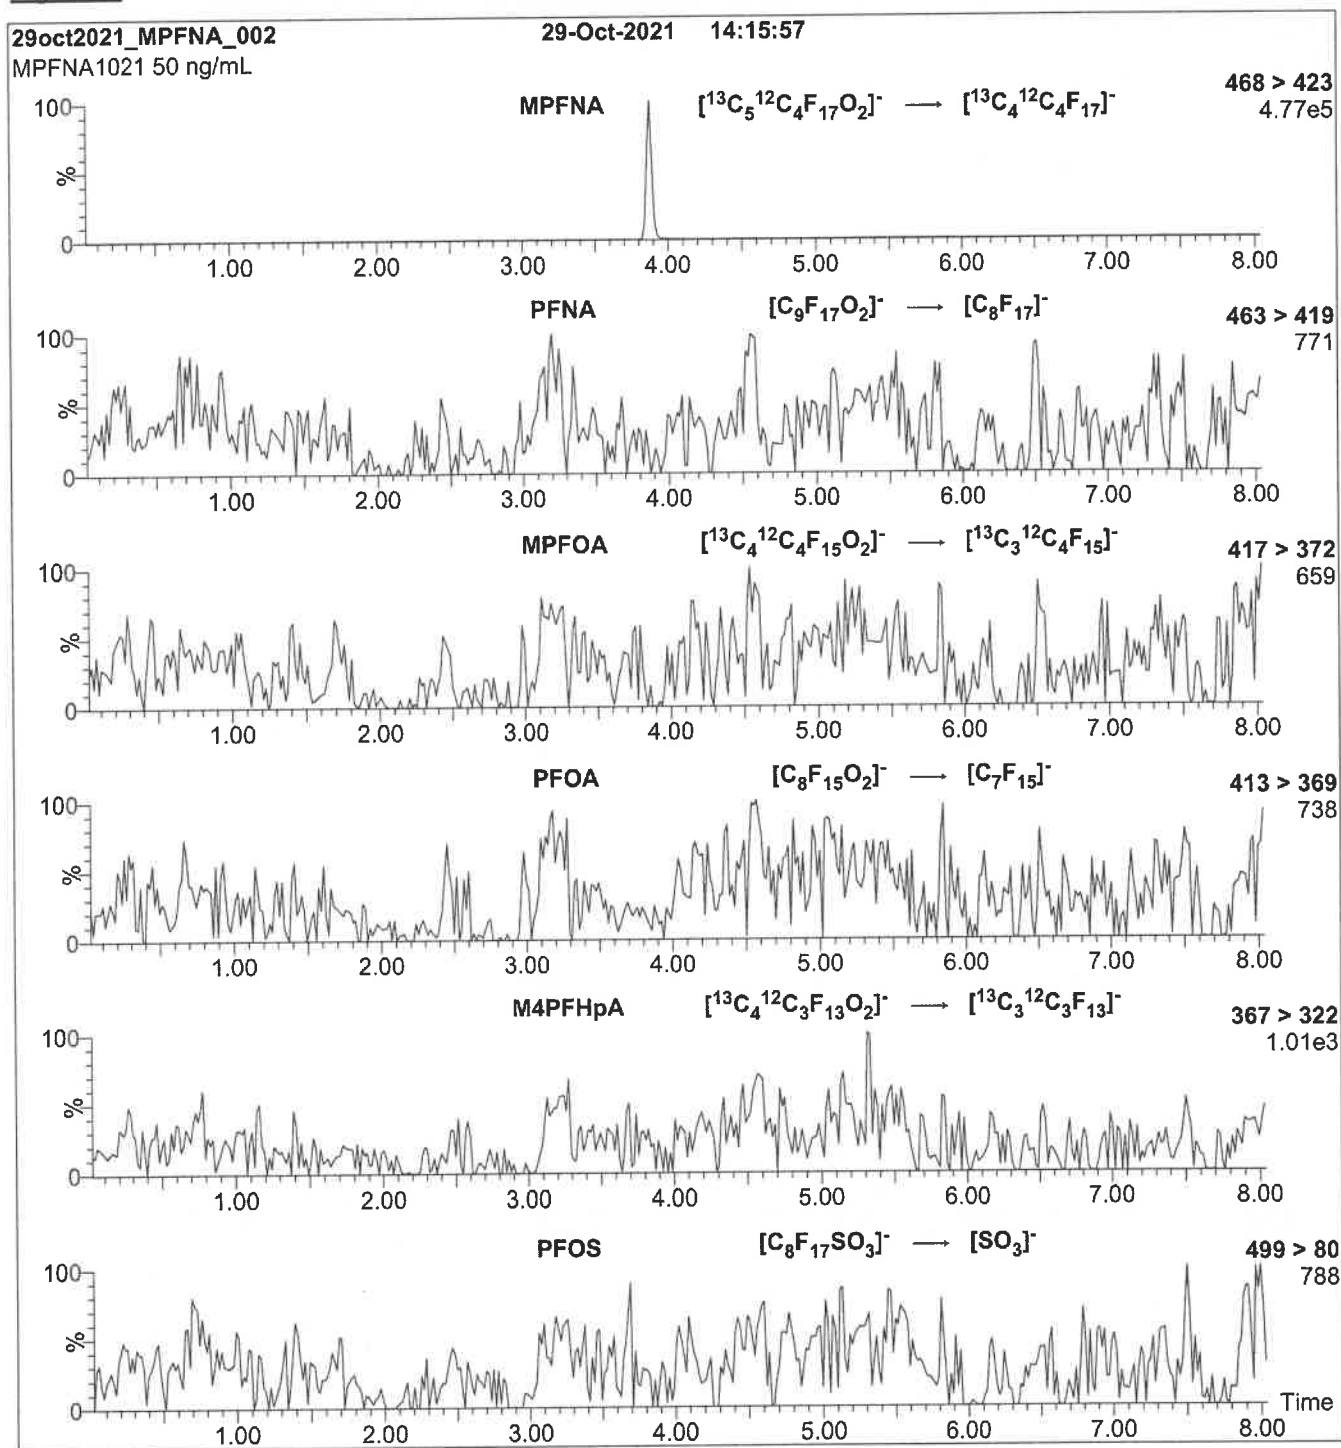 29oct2021_MPFNA_002 29-Oct-2021 14:15:57
MPFNA1021 50 ng/mL
MPFNA [¹³C₅¹²C₄F₁₇O₂]⁻ → [¹³C₄¹²C₄F₁₇]⁻ 468 > 423
4.77e5
100
%
0
1.00 2.00 3.00 4.00 5.00 6.00 7.00 8.00
PFNA [C₉F₁₇O₂]⁻ → [C₈F₁₇]⁻ 463 > 419
771
100
%
0
1.00 2.00 3.00 4.00 5.00 6.00 7.00 8.00
MPFOA [¹³C₄¹²C₄F₁₅O₂]⁻ → [¹³C₃¹²C₄F₁₅]⁻ 417 > 372
659
100
%
0
1.00 2.00 3.00 4.00 5.00 6.00 7.00 8.00
PFOA [C₈F₁₅O₂]⁻ → [C₇F₁₅]⁻ 413 > 369
738
100
%
0
1.00 2.00 3.00 4.00 5.00 6.00 7.00 8.00
M4PFHpA [¹³C₄¹²C₃F₁₃O₂]⁻ → [¹³C₃¹²C₃F₁₃]⁻ 367 > 322
1.01e3
100
%
0
1.00 2.00 3.00 4.00 5.00 6.00 7.00 8.00
PFOS [C₈F₁₇SO₃]⁻ → [SO₃]⁻ 499 > 80
788
100
%
0
Time
1.00 2.00 3.00 4.00 5.00 6.00 7.00 8.00